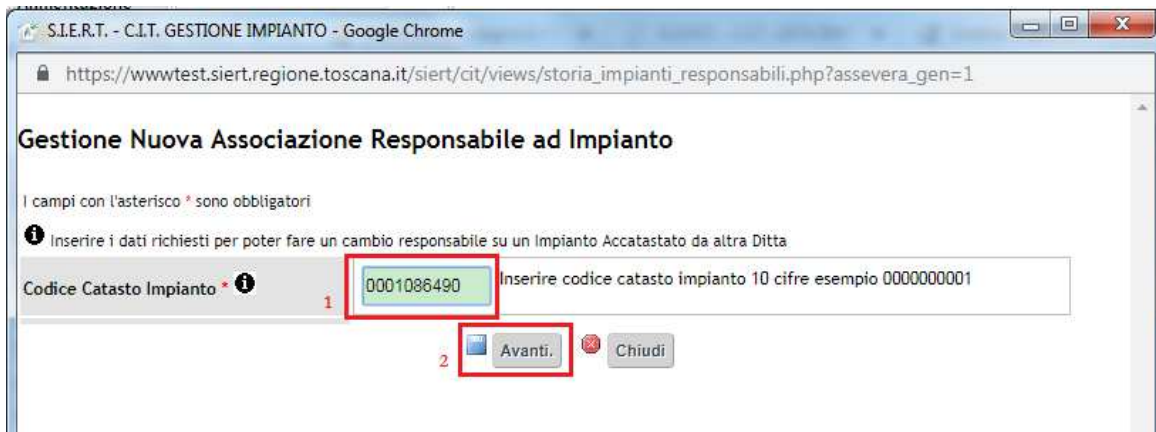 S.I.E.R.T. - C.I.T. GESTIONE IMPIANTO - Google Chrome
https://wwwtest.siert.regione.toscana.it/siert/cit/views/storia_impianti_responsabili.php?assevera_gen=1
Gestione Nuova Associazione Responsabile ad Impianto
I campi con l'asterisco * sono obbligatori
Inserire i dati richiesti per poter fare un cambio responsabile su un Impianto Accatastato da altra Ditta
Codice Catasto Impianto * 1 0001086490 Inserire codice catasto impianto 10 cifre esempio 0000000001
2 Avanti. Chiudi